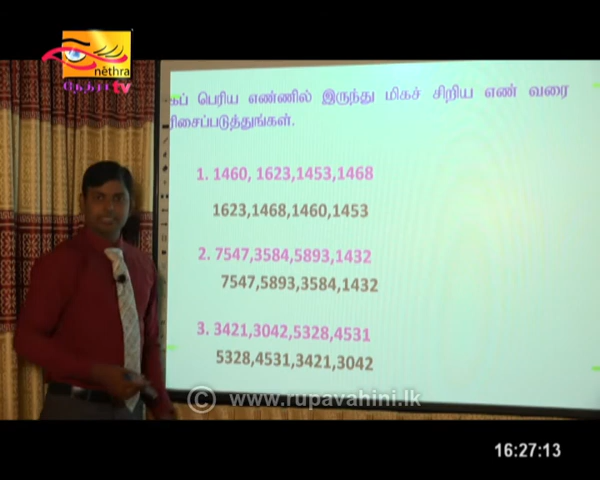 nethra
நேத்ரா tv
கப் பெரிய எண்ணில் இருந்து மிகச் சிறிய எண் வரை
ரிசைப்படுத்துங்கள்.
1. 1460, 1623,1453,1468
1623,1468,1460,1453
2. 7547,3584,5893,1432
7547,5893,3584,1432
3. 3421,3042,5328,4531
5328,4531,3421,3042
© www.rupavahini.lk
16:27:13